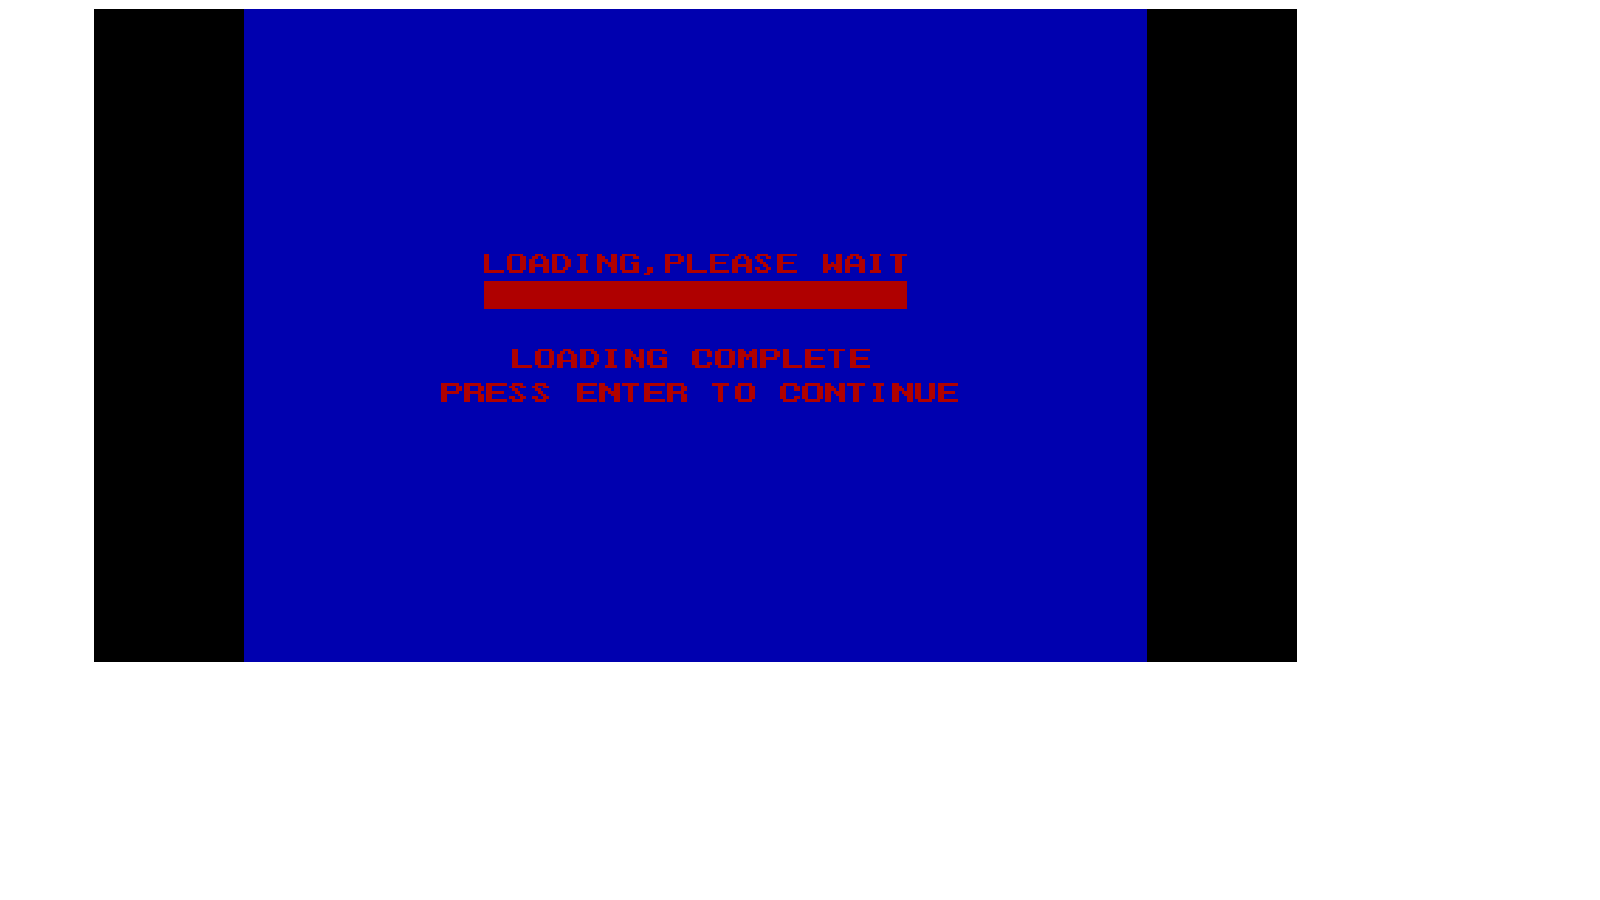 LOADING,PLEASE WAIT
LOADING COMPLETE
PRESS ENTER TO CONTINUE